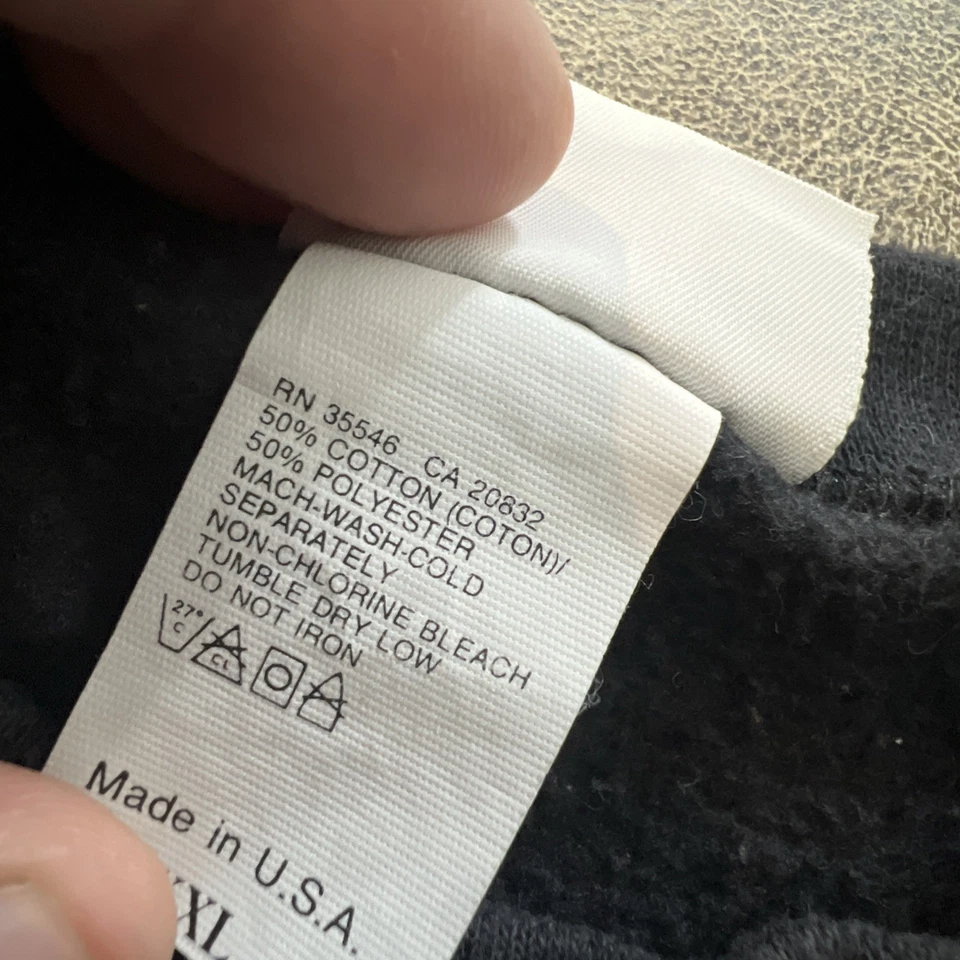 RN 35546 CA 20832
50% COTTON (COTON)/
50% POLYESTER
MACH-WASH-COLD
SEPARATELY
NON-CHLORINE BLEACH
TUMBLE DRY LOW
DO NOT IRON
27°
C
CL
Made in U.S.A.
XXL